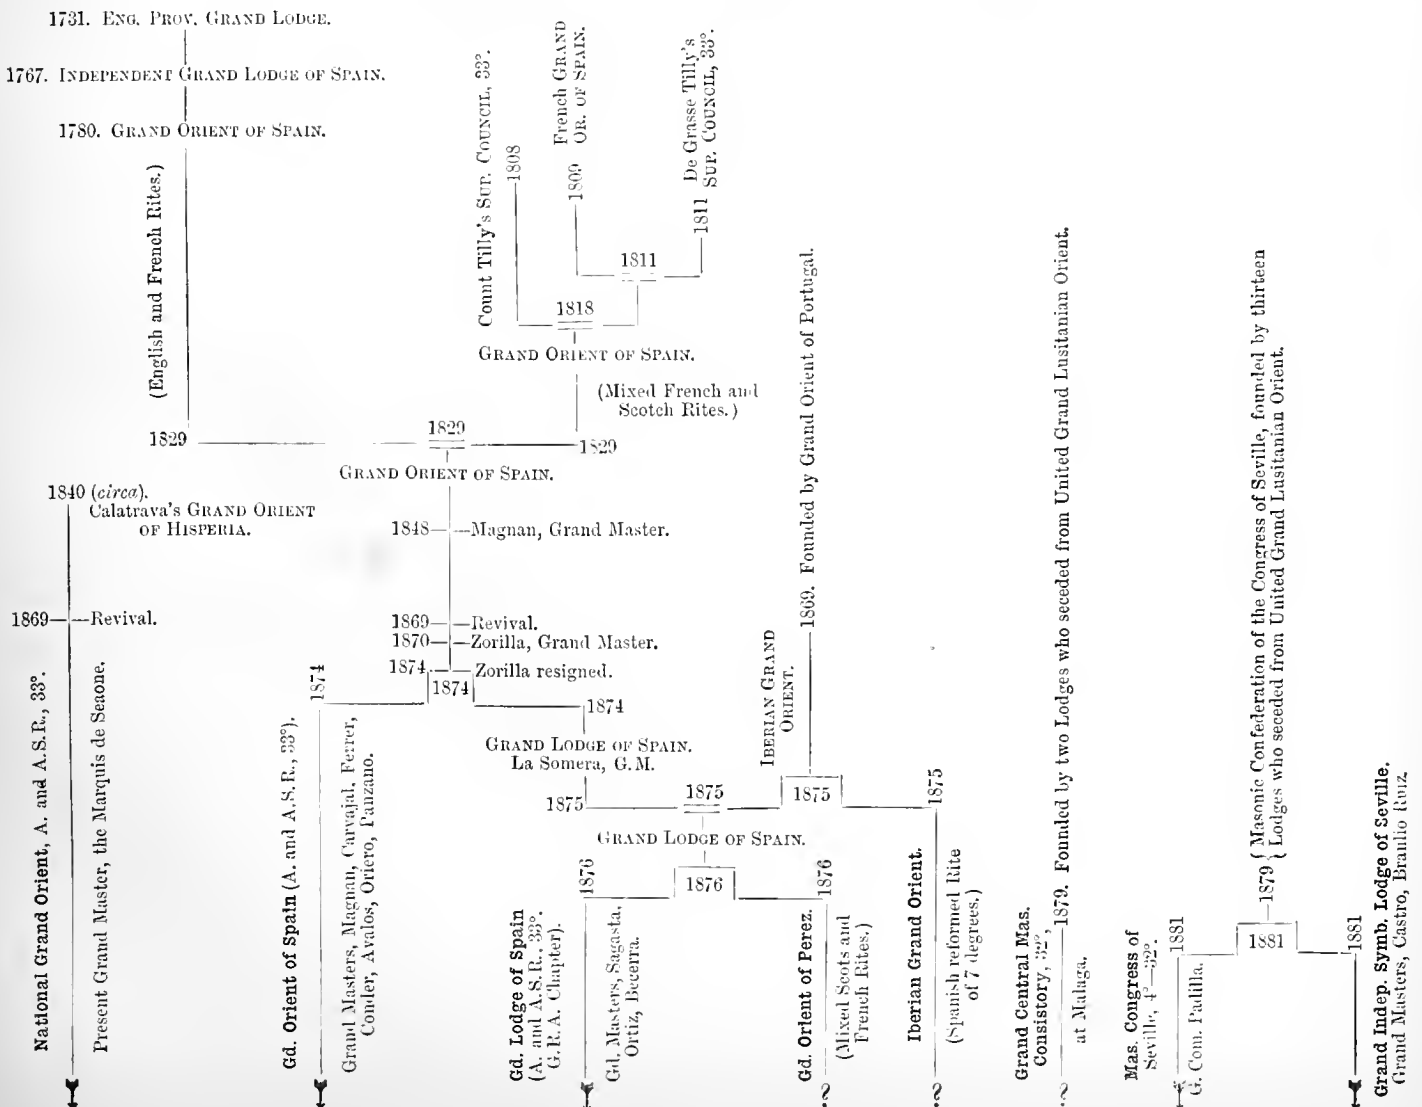 1731. ENG. PROV. GRAND LODGE.
1767. INDEPENDENT GRAND LODGE OF SPAIN.
1780. GRAND ORIENT OF SPAIN.
(English and French Rites.)
Count Tilly's SUP. COUNCIL, 33°.
1808
French GRAND
OR. OF SPAIN.
1809
De Grasse Tilly's
SUP. COUNCIL, 33°.
1811
1811
1818
GRAND ORIENT OF SPAIN.
(Mixed French and
Scotch Rites.)
1829
1829
1829
GRAND ORIENT OF SPAIN.
1840 (circa).
Calatrava's GRAND ORIENT
OF HISPERIA.
1848 Magnan, Grand Master.
1869 Revival.
1869 Revival.
1870 Zorilla, Grand Master.
1874 Zorilla resigned.
1874
1874
1874
GRAND LODGE OF SPAIN.
La Somera, G.M.
IBERIAN GRAND
ORIENT.
1869. Founded by Grand Orient of Portugal.
1875
1875
1875
1875
GRAND LODGE OF SPAIN.
1876
1876
1876
National Grand Orient, A. and A.S.R., 33°.
Present Grand Master, the Marquis de Seaone.
Gd. Orient of Spain (A. and A.S.R., 33°).
Grand Masters, Magnan, Carvajal, Ferrer,
Conder, Avalos, Oriero, Panzano.
Gd. Lodge of Spain
(A. and A.S.R., 33°.
G.R.A. Chapter).
Gd. Masters, Sagasta,
Ortiz, Becerra.
Gd. Orient of Perez.
(Mixed Scots and
French Rites.)
Iberian Grand Orient.
(Spanish reformed Rite
of 7 degrees.)
Grand Central Mas.
Consistory, 32°,
at Malaga.
1879. Founded by two Lodges who seceded from United Grand Lusitanian Orient.
1879 { Masonic Confederation of the Congress of Seville, founded by thirteen
{ Lodges who seceded from United Grand Lusitanian Orient.
1881
1881
1881
Mas. Congress of
Seville, 4°—32°.
G. Com. Padilla.
Grand Indep. Symb. Lodge of Seville.
Grand Masters, Castro, Braulio Ruiz.